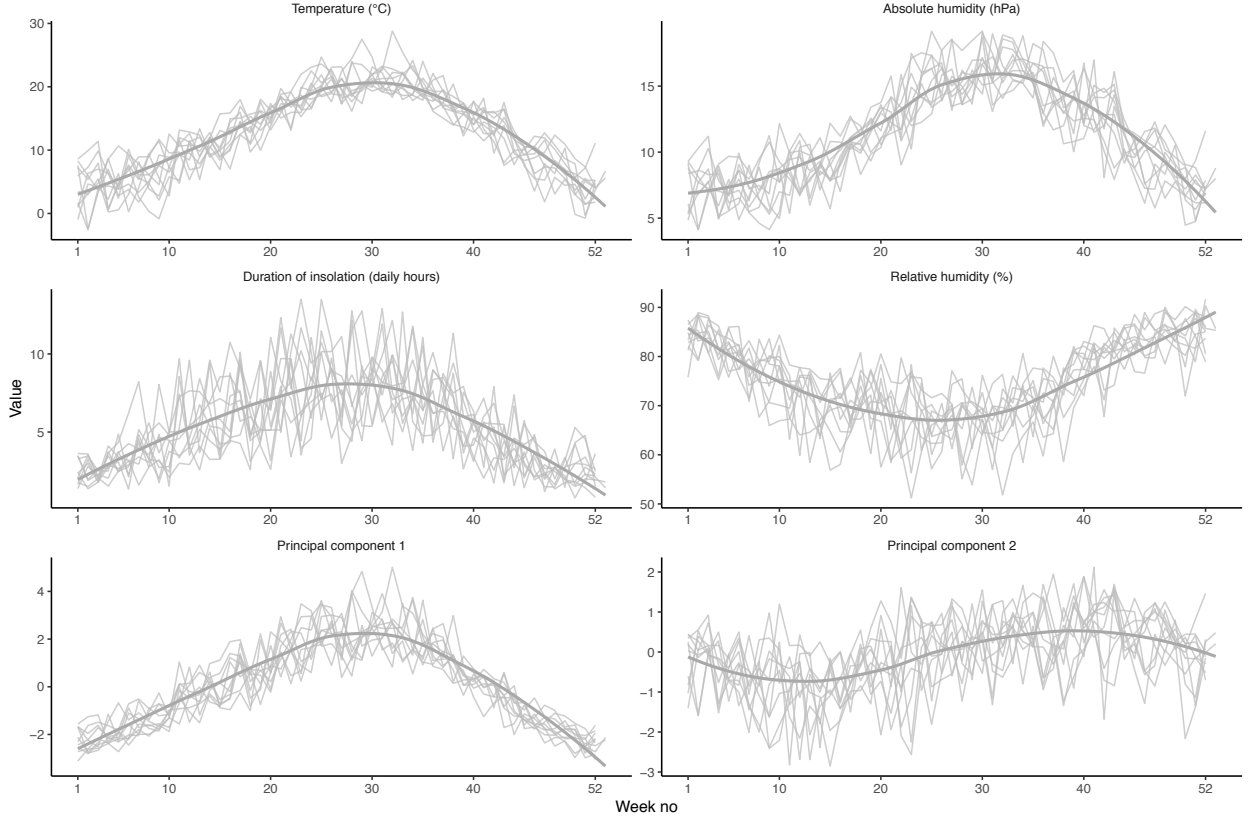 Temperature (°C)
Absolute humidity (hPa)
30
20
10
0
1 10 20 30 40 52
15
10
5
1 10 20 30 40 52
Duration of insolation (daily hours)
Relative humidity (%)
Value
10
5
1 10 20 30 40 52
90
80
70
60
50
1 10 20 30 40 52
Principal component 1
Principal component 2
4
2
0
−2
1 10 20 30 40 52
2
1
0
−1
−2
−3
1 10 20 30 40 52
Week no